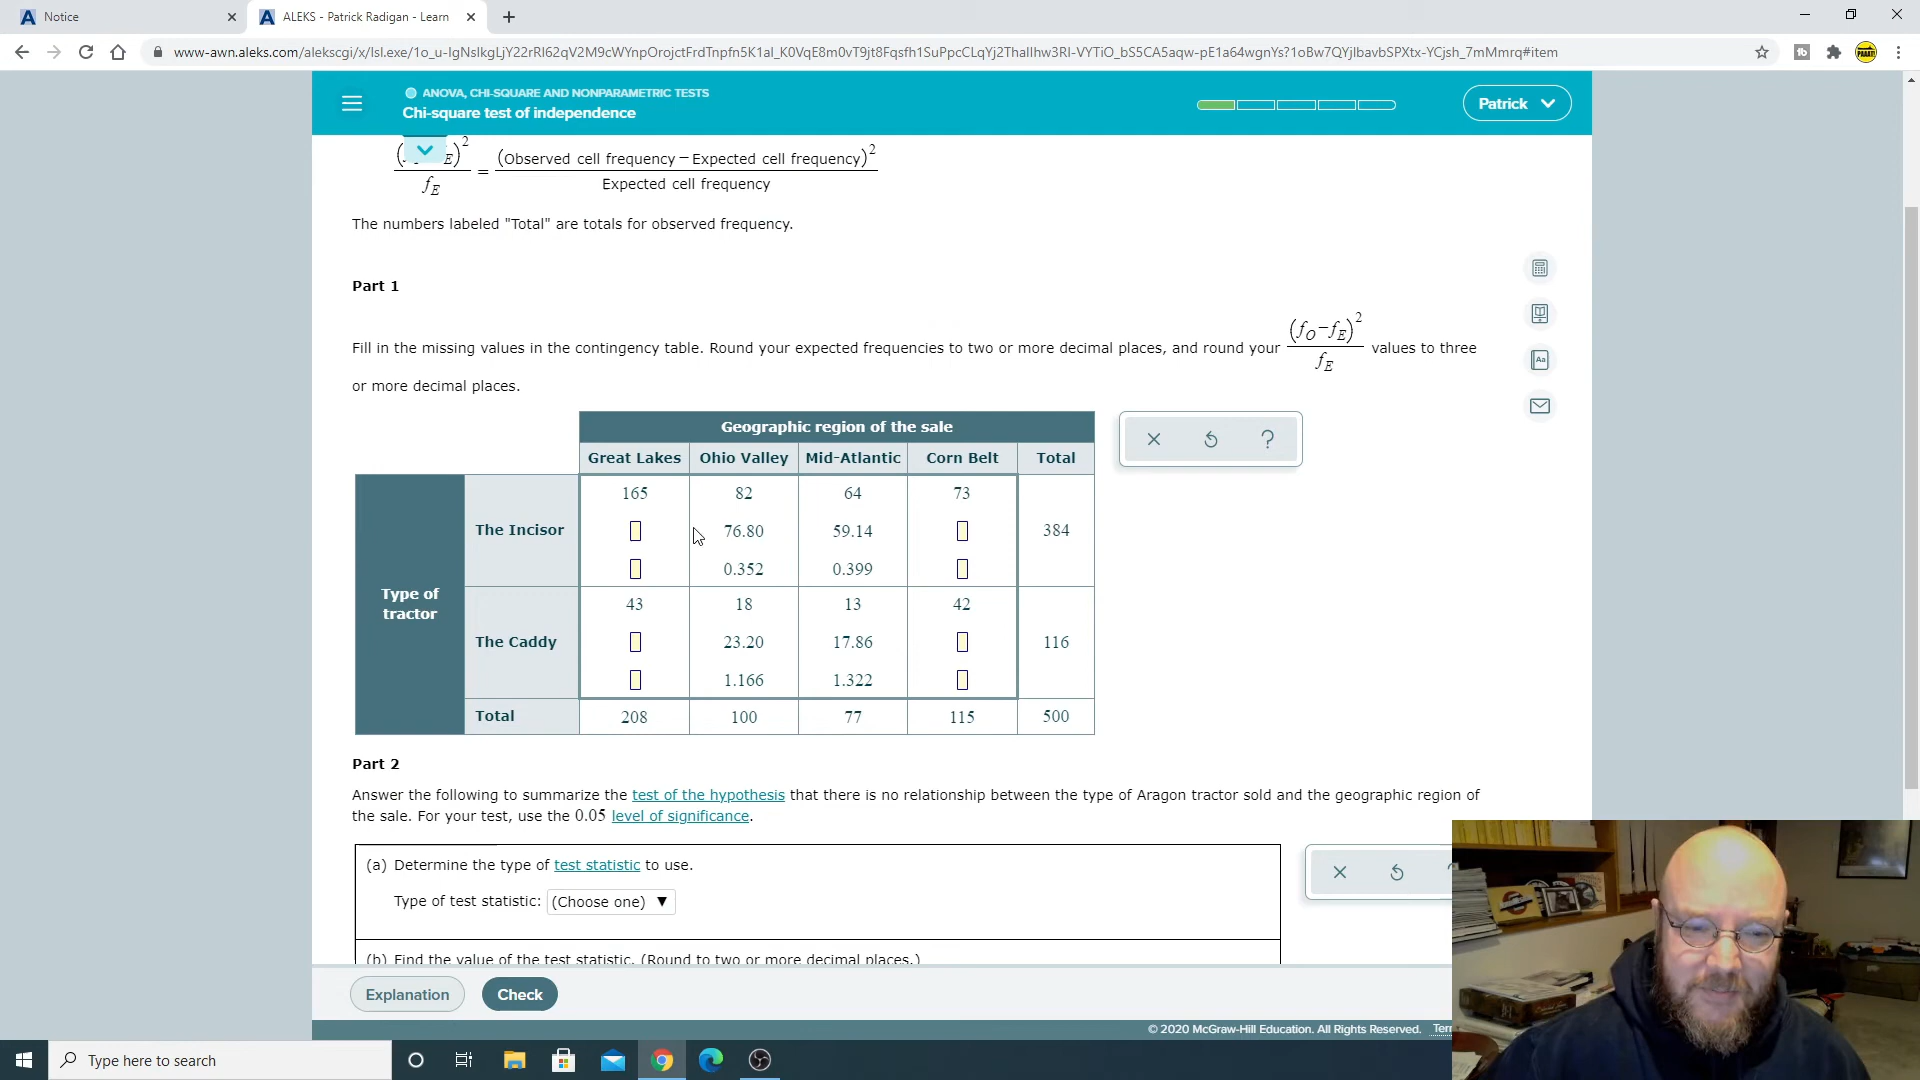 Notice
ALEKS - Patrick Radigan - Learn
www-awn.aleks.com/alekscgi/x/lsl.exe/1o_u-IgNslkgLjY22rRI62qV2M9cWYnpOrojctFrdTnpfn5K1al_K0VqE8m0vT9jt8Fqsfh1SuPpcCLqYj2ThalIhw3RI-VYTiO_bS5CA5aqw-pE1a64wgnYs?1oBw7QYjlbavbSPXtx-YCjsh_7mMmrq#item
ANOVA, CHI-SQUARE AND NONPARAMETRIC TESTS
Chi-square test of independence
Patrick
E)² / fE = (Observed cell frequency − Expected cell frequency)² / Expected cell frequency
The numbers labeled "Total" are totals for observed frequency.
Part 1
Fill in the missing values in the contingency table. Round your expected frequencies to two or more decimal places, and round your (fO−fE)² / fE values to three
or more decimal places.
Geographic region of the sale
Great Lakes Ohio Valley Mid-Atlantic Corn Belt Total
165 82 64 73
The Incisor 76.80 59.14 384
0.352 0.399
Type of tractor
43 18 13 42
The Caddy 23.20 17.86 116
1.166 1.322
Total 208 100 77 115 500
Part 2
Answer the following to summarize the test of the hypothesis that there is no relationship between the type of Aragon tractor sold and the geographic region of
the sale. For your test, use the 0.05 level of significance.
(a) Determine the type of test statistic to use.
Type of test statistic: (Choose one) ▼
(b) Find the value of the test statistic. (Round to two or more decimal places.)
Explanation
Check
© 2020 McGraw-Hill Education. All Rights Reserved.
Type here to search